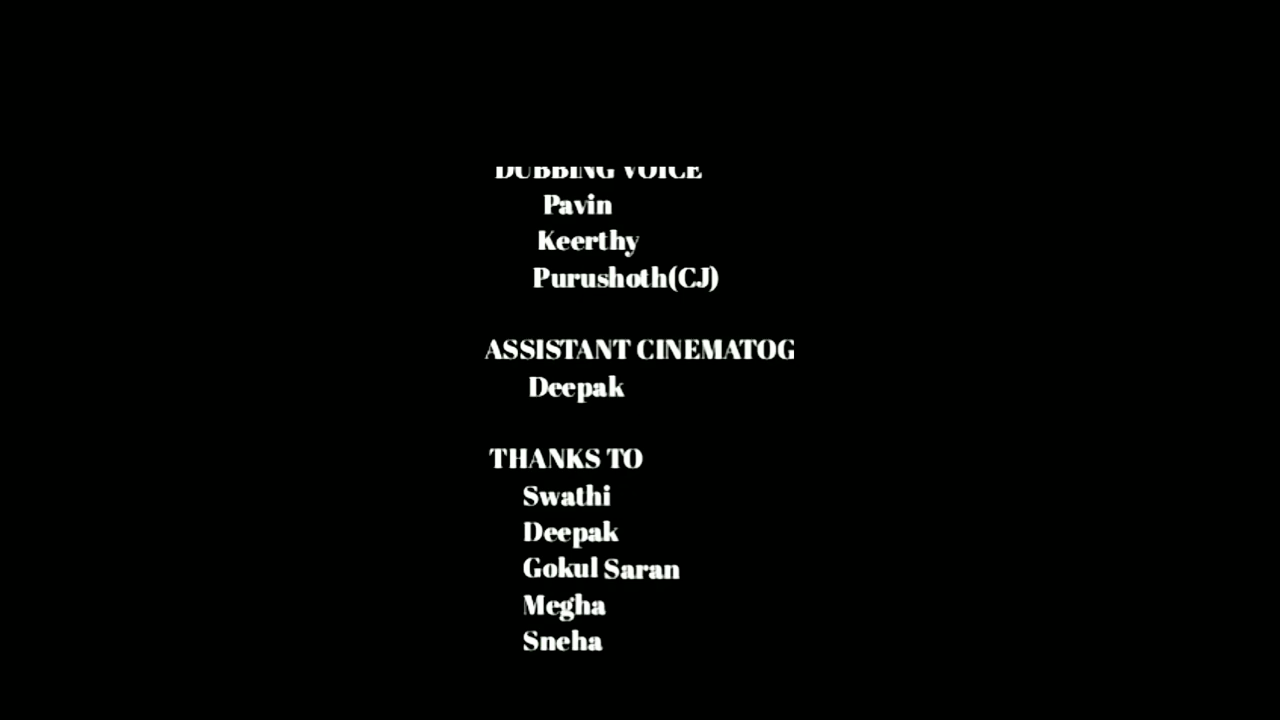 DUBBING VOICE
Pavin
Keerthy
Purushoth(CJ)
ASSISTANT CINEMATOG
Deepak
THANKS TO
Swathi
Deepak
Gokul Saran
Megha
Sneha